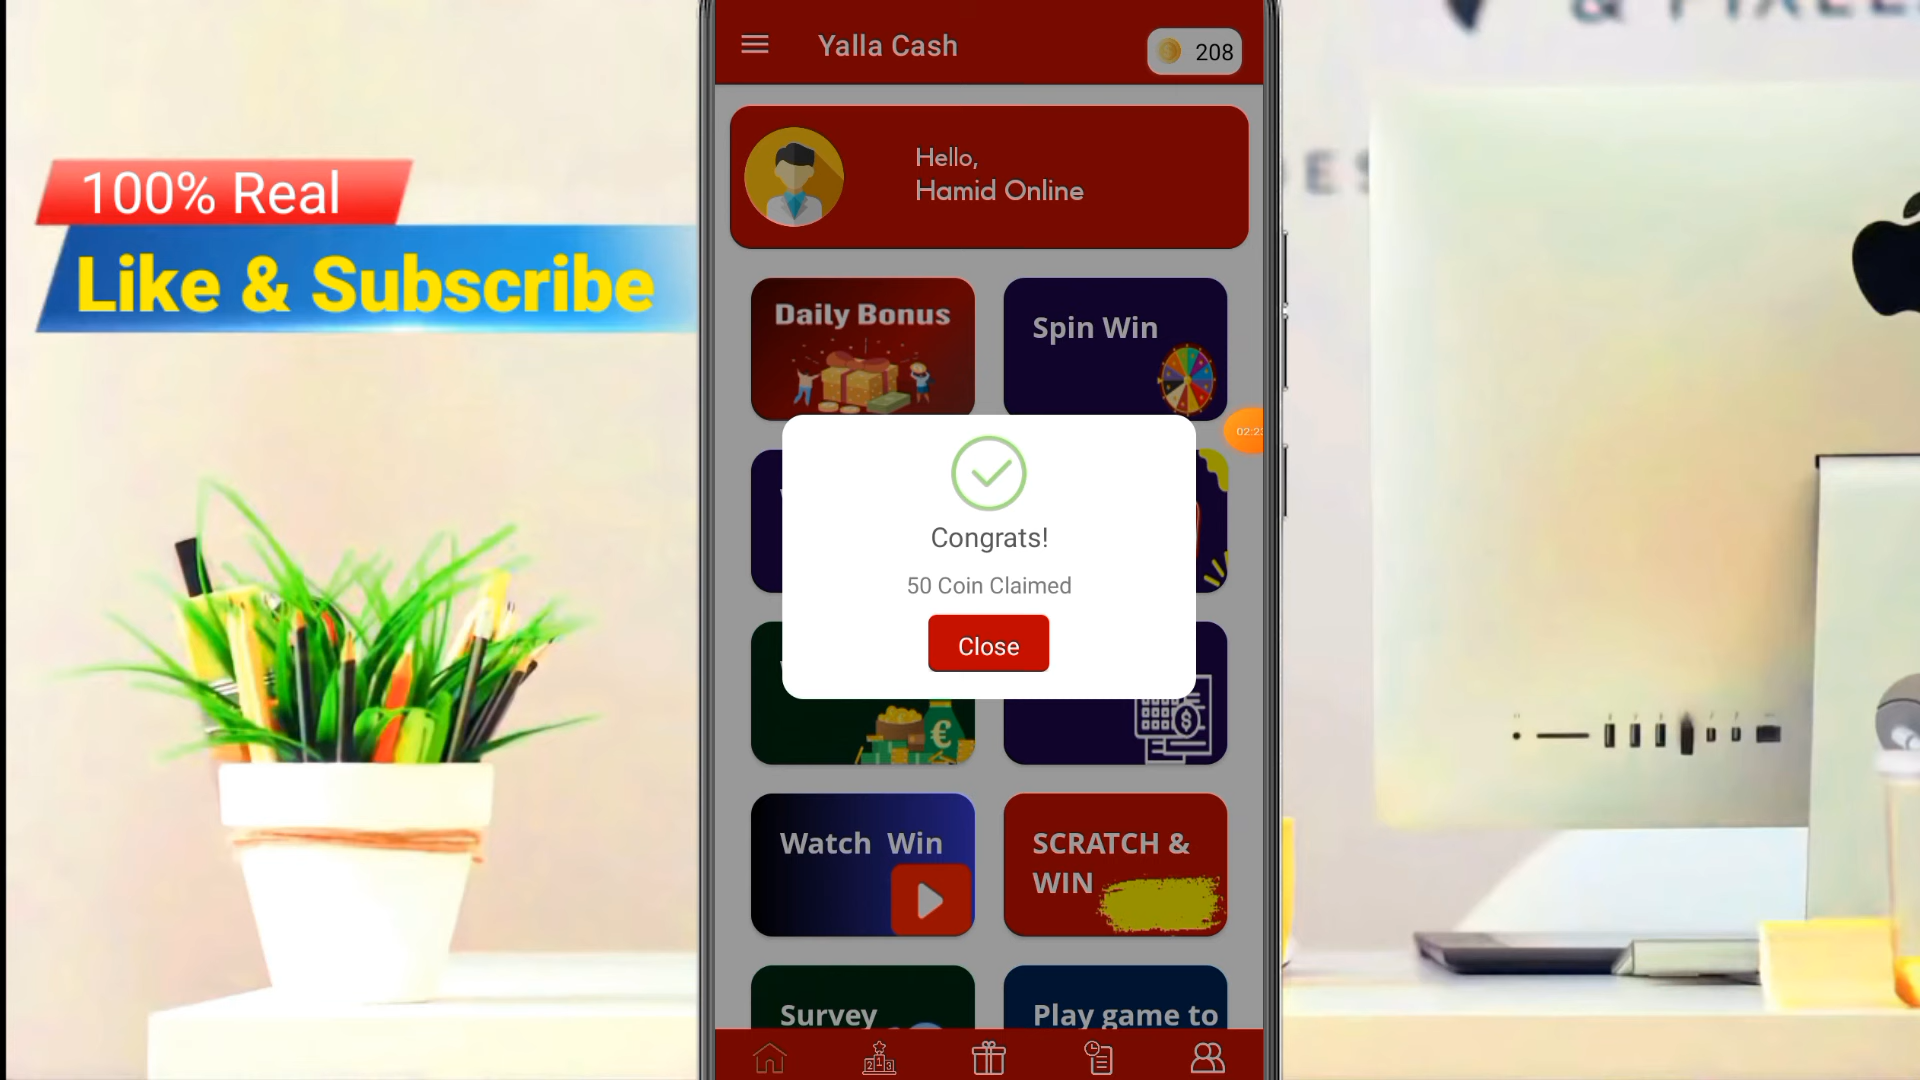 100% Real
Like & Subscribe
Yalla Cash
208
Hello,
Hamid Online
Daily Bonus
Spin Win
Congrats!
50 Coin Claimed
Close
Watch Win
SCRATCH &
WIN
Survey
Play game to